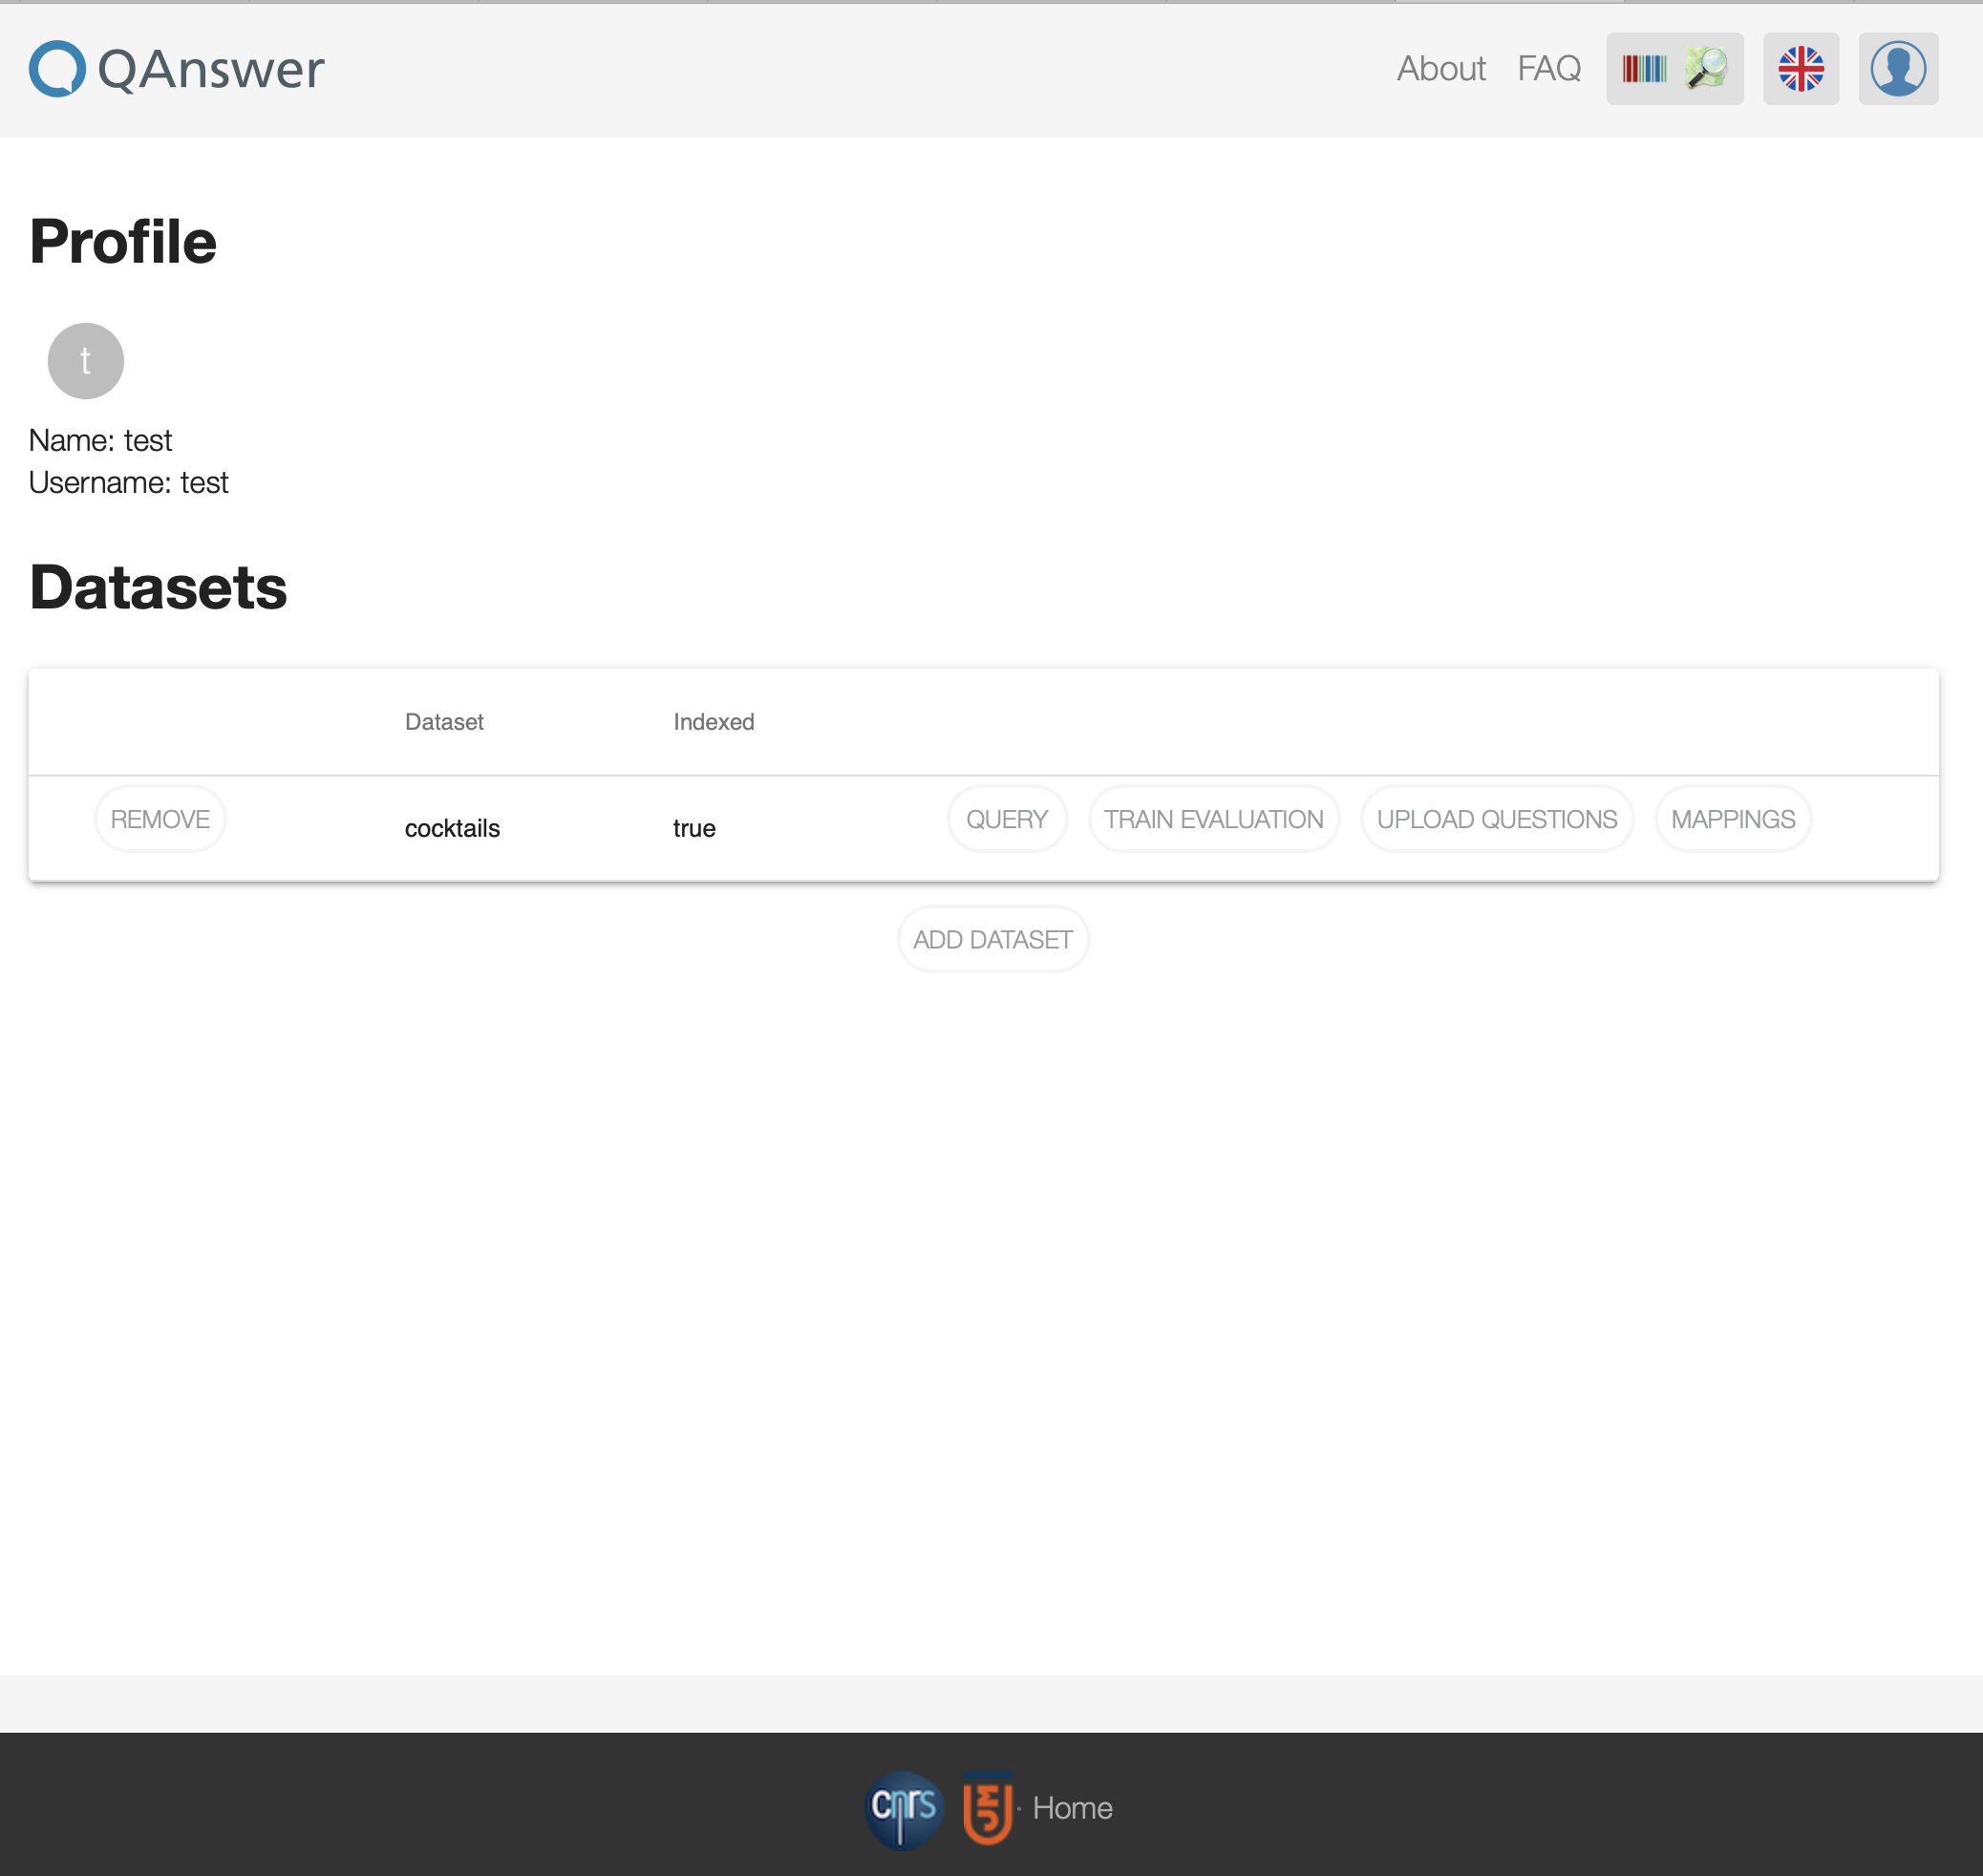 QAnswer About FAQ
Profile
t
Name: test
Username: test
Datasets
Dataset Indexed
REMOVE cocktails true QUERY TRAIN EVALUATION UPLOAD QUESTIONS MAPPINGS
ADD DATASET
cnrs UJM · Home